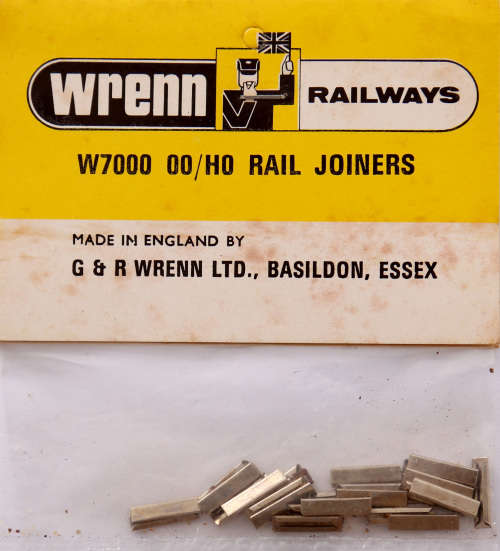 wrenn RAILWAYS
W7000 00/H0 RAIL JOINERS
MADE IN ENGLAND BY
G & R WRENN LTD., BASILDON, ESSEX